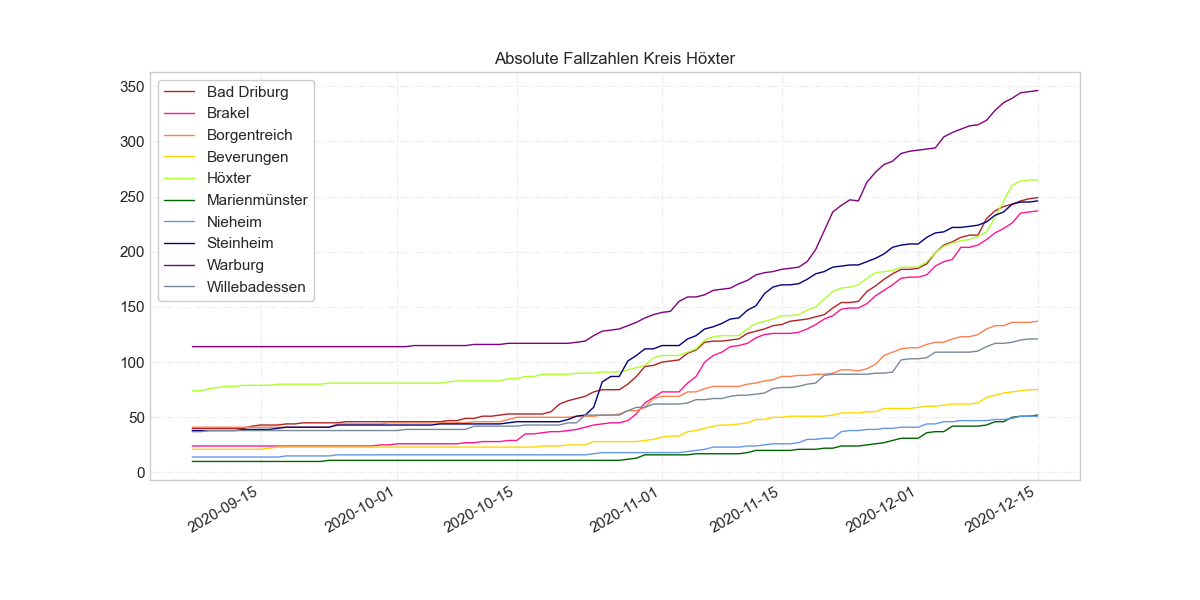 Absolute Fallzahlen Kreis Höxter
350
300
250
200
150
100
50
0
Bad Driburg
Brakel
Borgentreich
Beverungen
Höxter
Marienmünster
Nieheim
Steinheim
Warburg
Willebadessen
2020-09-15
2020-10-01
2020-10-15
2020-11-01
2020-11-15
2020-12-01
2020-12-15